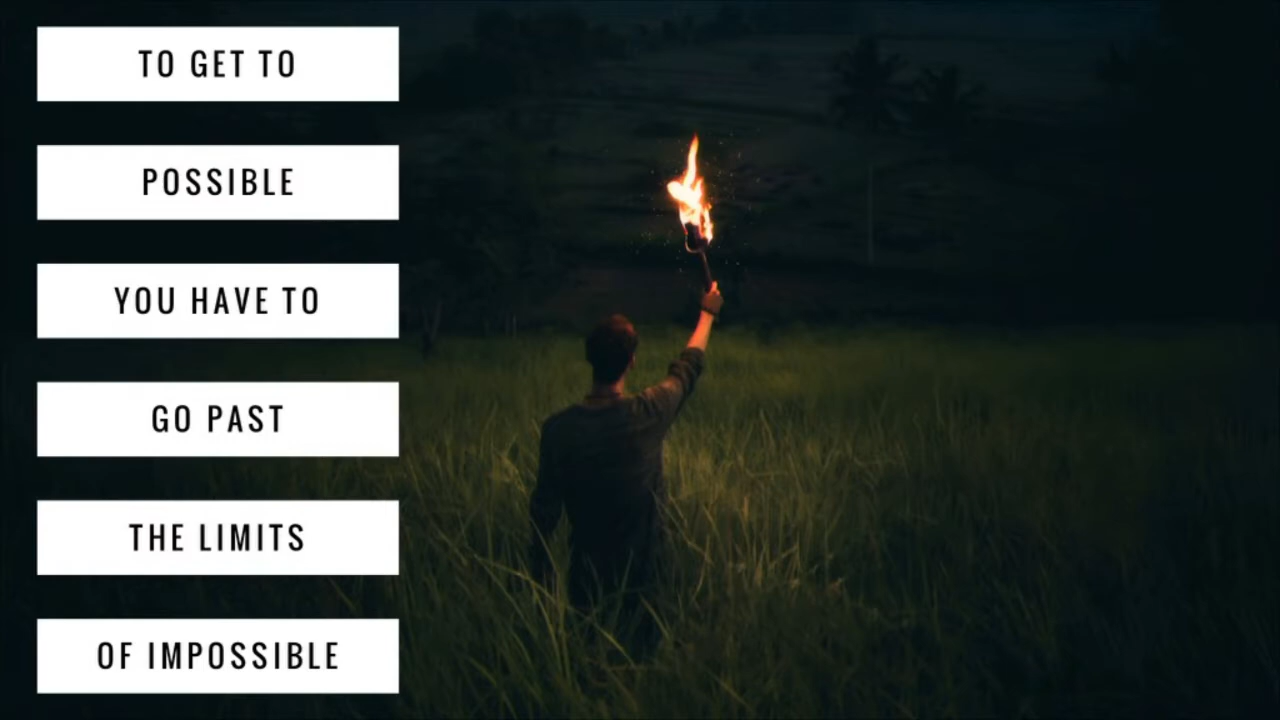 TO GET TO
POSSIBLE
YOU HAVE TO
GO PAST
THE LIMITS
OF IMPOSSIBLE